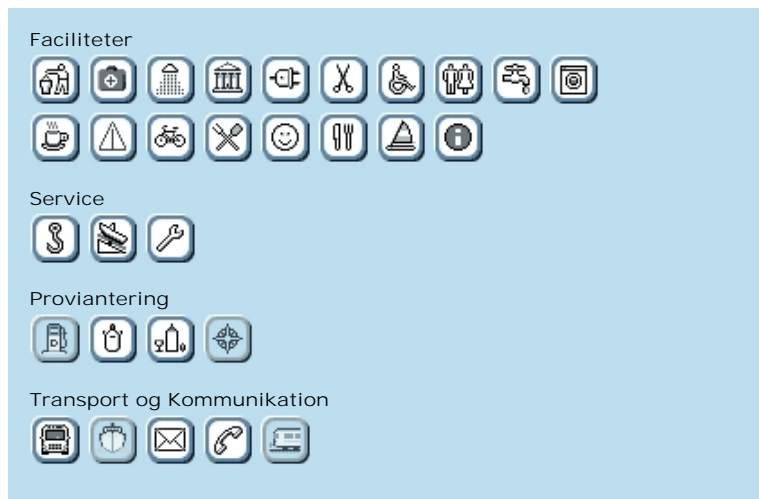 Faciliteter
Service
Proviantering
Transport og Kommunikation